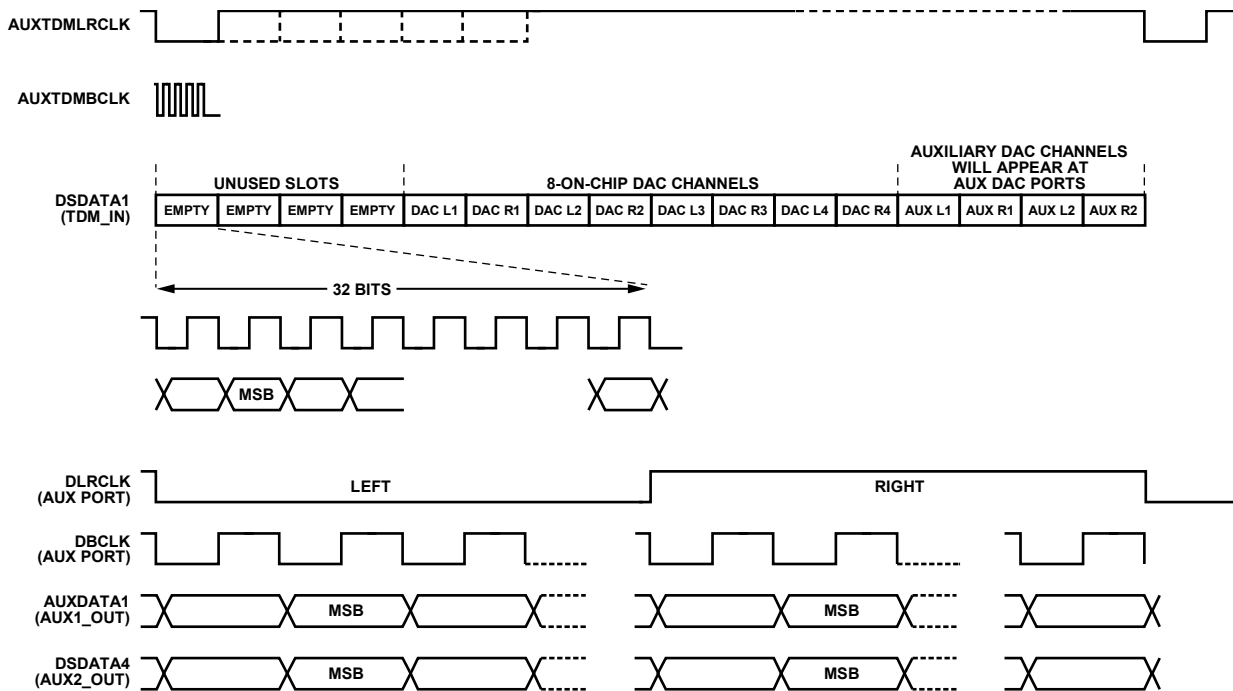 AUXTDMLRCLK
AUXTDMBCLK
AUXILIARY DAC CHANNELS
WILL APPEAR AT
AUX DAC PORTS
UNUSED SLOTS
8-ON-CHIP DAC CHANNELS
DSDATA1
(TDM_IN)
EMPTY EMPTY EMPTY EMPTY DAC L1 DAC R1 DAC L2 DAC R2 DAC L3 DAC R3 DAC L4 DAC R4 AUX L1 AUX R1 AUX L2 AUX R2
32 BITS
MSB
DLRCLK
(AUX PORT)
LEFT
RIGHT
DBCLK
(AUX PORT)
AUXDATA1
(AUX1_OUT)
MSB
MSB
DSDATA4
(AUX2_OUT)
MSB
MSB